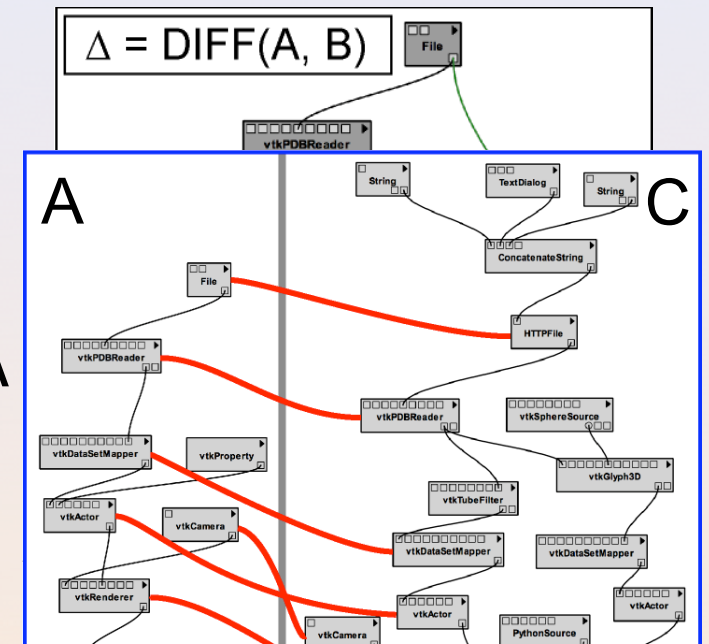 Δ = DIFF(A, B)
File
vtkPDBReader
A
C
String
TextDialog
String
ConcatenateString
File
HTTPFile
vtkPDBReader
vtkPDBReader
vtkSphereSource
vtkDataSetMapper
vtkProperty
vtkGlyph3D
vtkTubeFilter
vtkActor
vtkCamera
vtkDataSetMapper
vtkDataSetMapper
vtkRenderer
vtkActor
vtkActor
vtkCamera
PythonSource